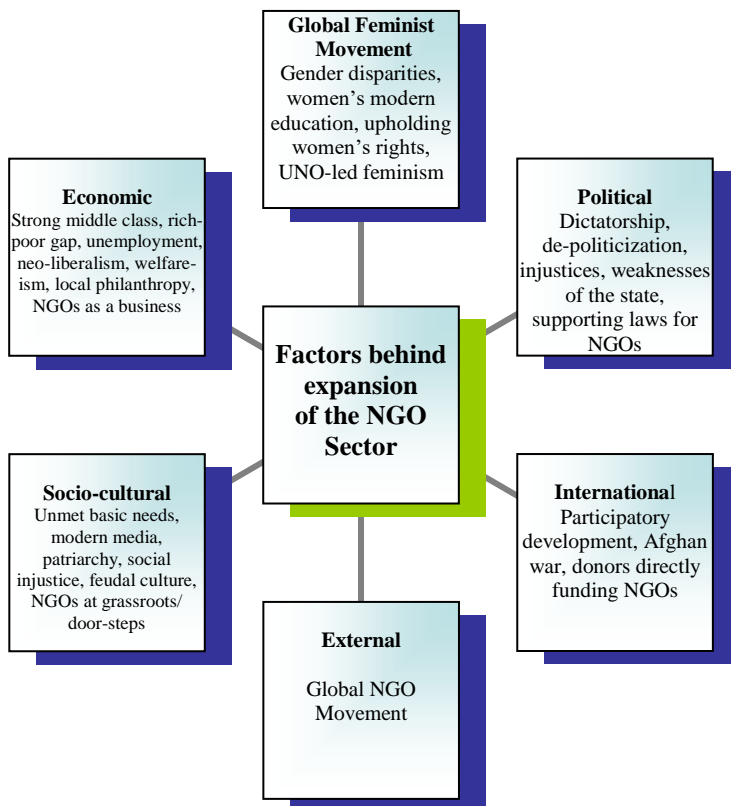 Global Feminist
Movement
Gender disparities,
women's modern
education, upholding
women's rights,
UNO-led feminism
Economic
Strong middle class, rich-
poor gap, unemployment,
neo-liberalism, welfare-
ism, local philanthropy,
NGOs as a business
Political
Dictatorship,
de-politicization,
injustices, weaknesses
of the state,
supporting laws for
NGOs
Factors behind
expansion
of the NGO
Sector
Socio-cultural
Unmet basic needs,
modern media,
patriarchy, social
injustice, feudal culture,
NGOs at grassroots/
door-steps
International
Participatory
development, Afghan
war, donors directly
funding NGOs
External
Global NGO
Movement